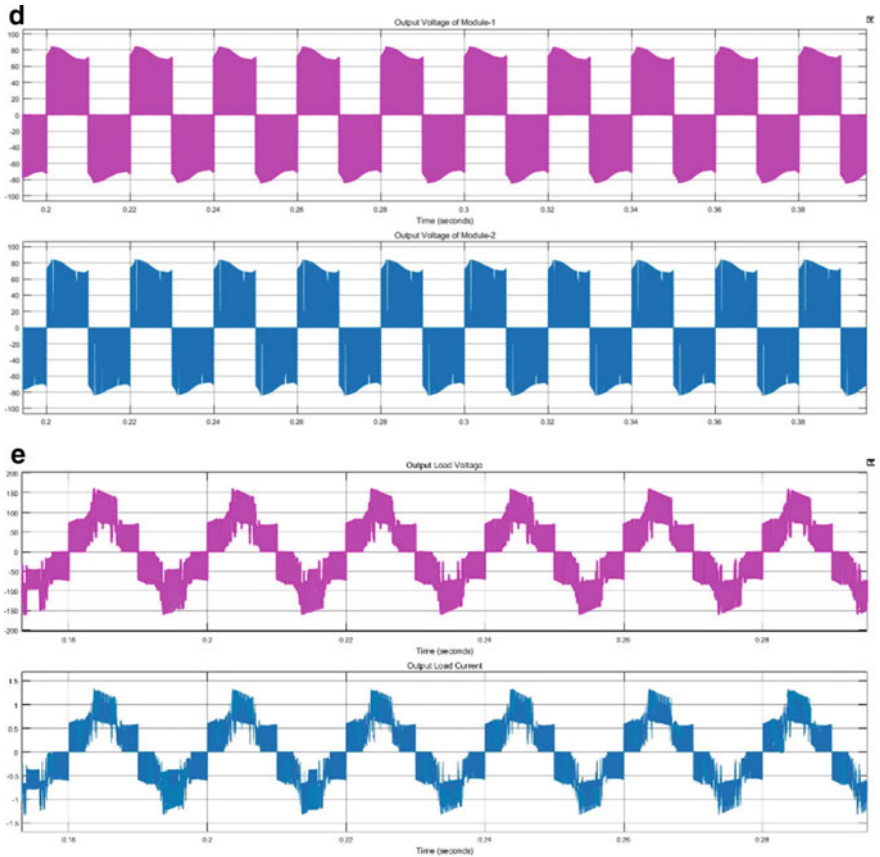 d
Output Voltage of Module-1
100
80
60
40
20
0
-20
-40
-60
-80
-100
0.2 0.22 0.24 0.26 0.28 0.3 0.32 0.34 0.36 0.38
Time (seconds)
Output Voltage of Module-2
100
80
60
40
20
0
-20
-40
-60
-80
-100
0.2 0.22 0.24 0.26 0.28 0.3 0.32 0.34 0.36 0.38
e
Output Load Voltage
200
150
100
50
0
-50
-100
-150
-200
0.18 0.2 0.22 0.24 0.26 0.28
Time (seconds)
Output Load Current
1.5
1
0.5
0
-0.5
-1
-1.5
0.18 0.2 0.22 0.24 0.26 0.28
Time (seconds)